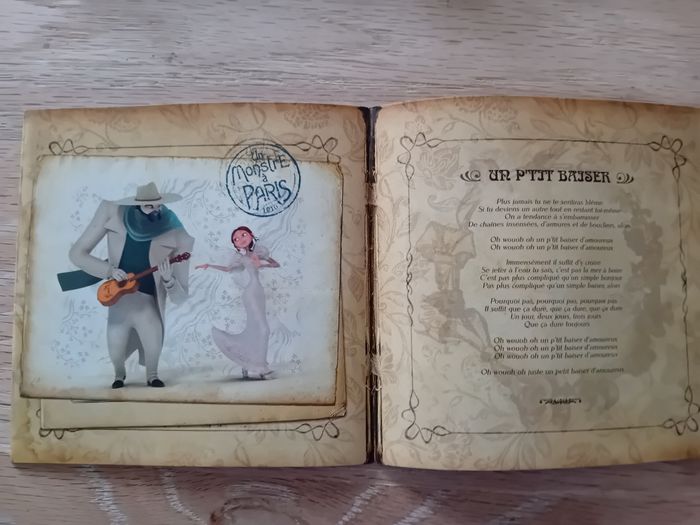 Un
MONSTRE
à
PARIS
1910
UN P'TIT BAISER
Plus jamais tu ne te sentiras blême
Si tu deviens un autre tout en restant toi-même
On a tendance à s'embarrasser
De chaînes insensées, d'armures et de boucliers, alors
Oh wouoh oh un p'tit baiser d'amoureux
Oh wouoh oh un p'tit baiser d'amoureux
Immensément il suffit d'y croire
Se jeter à l'eau tu sais, c'est pas la mer à boire
C'est pas plus compliqué qu'un simple baiser
Pas plus compliqué qu'un simple baiser, alors
Pourquoi pas, pourquoi pas, pourquoi pas
Il suffit que ça dure, que ça dure, que ça dure
Un jour, deux jours, trois jours
Que ça dure toujours
Oh wouoh oh un p'tit baiser d'amoureux
Oh wouoh oh un p'tit baiser d'amoureux
Oh wouoh oh un p'tit baiser d'amoureux
Oh wouoh oh juste un petit baiser d'amoureux